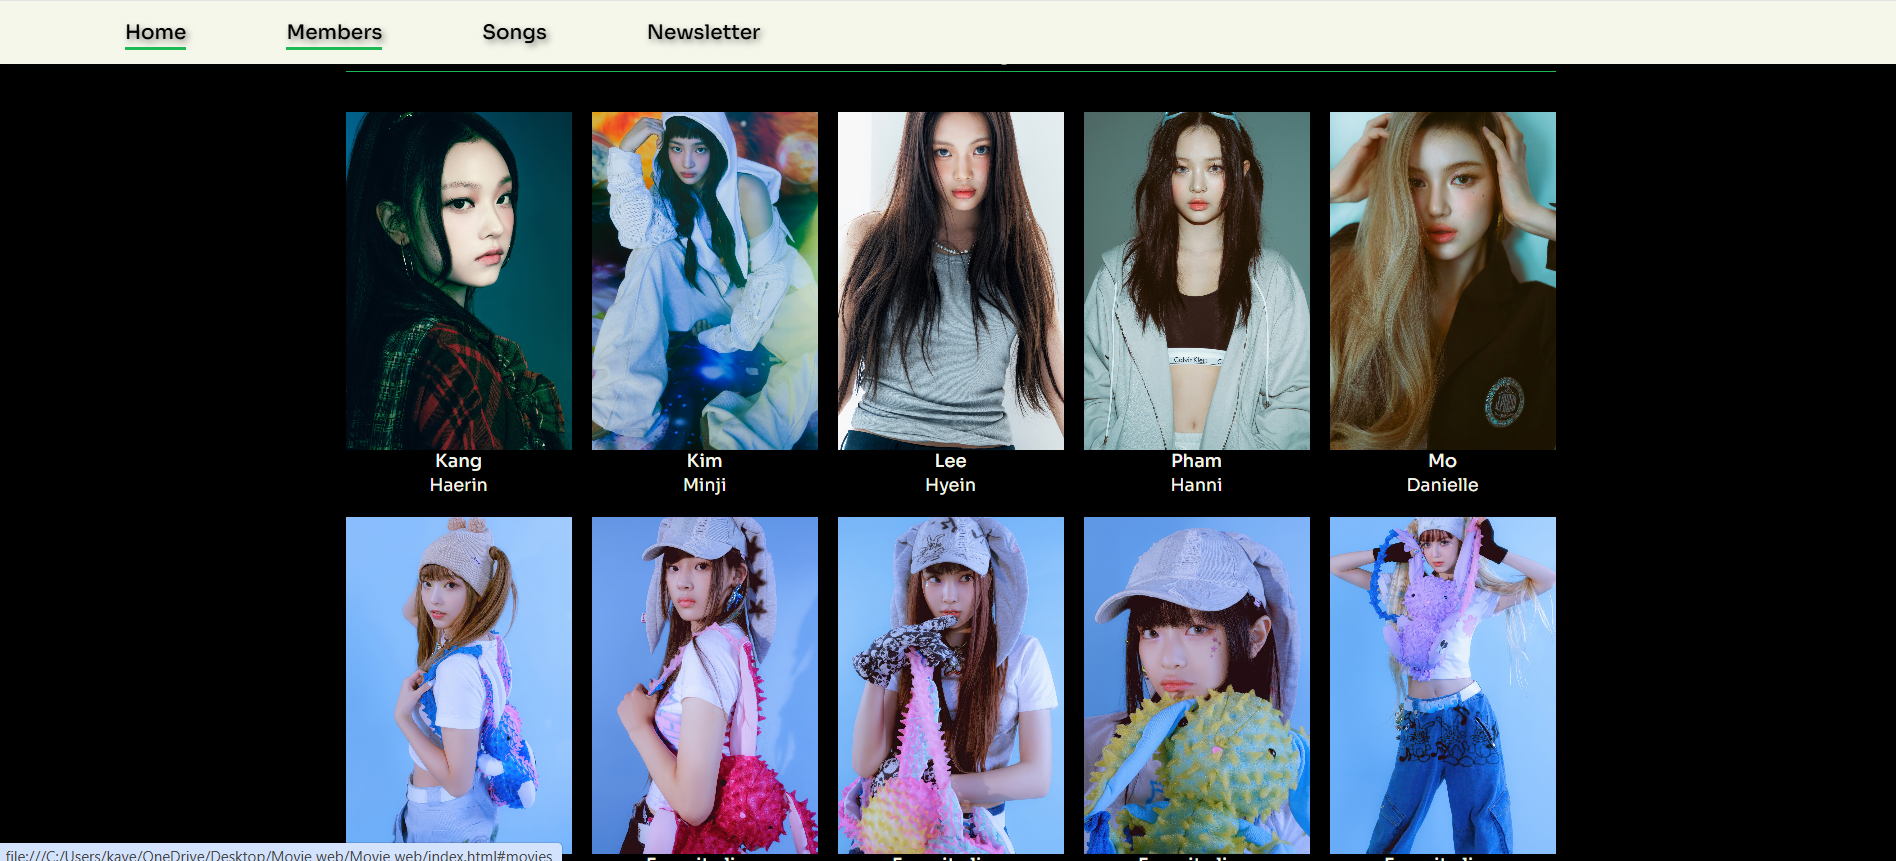 Home Members Songs Newsletter
Kang Kim Lee Pham Mo
Haerin Minji Hyein Hanni Danielle
file:///C:/Users/kaye/OneDrive/Desktop/Movie web/Movie web/index.html#movies